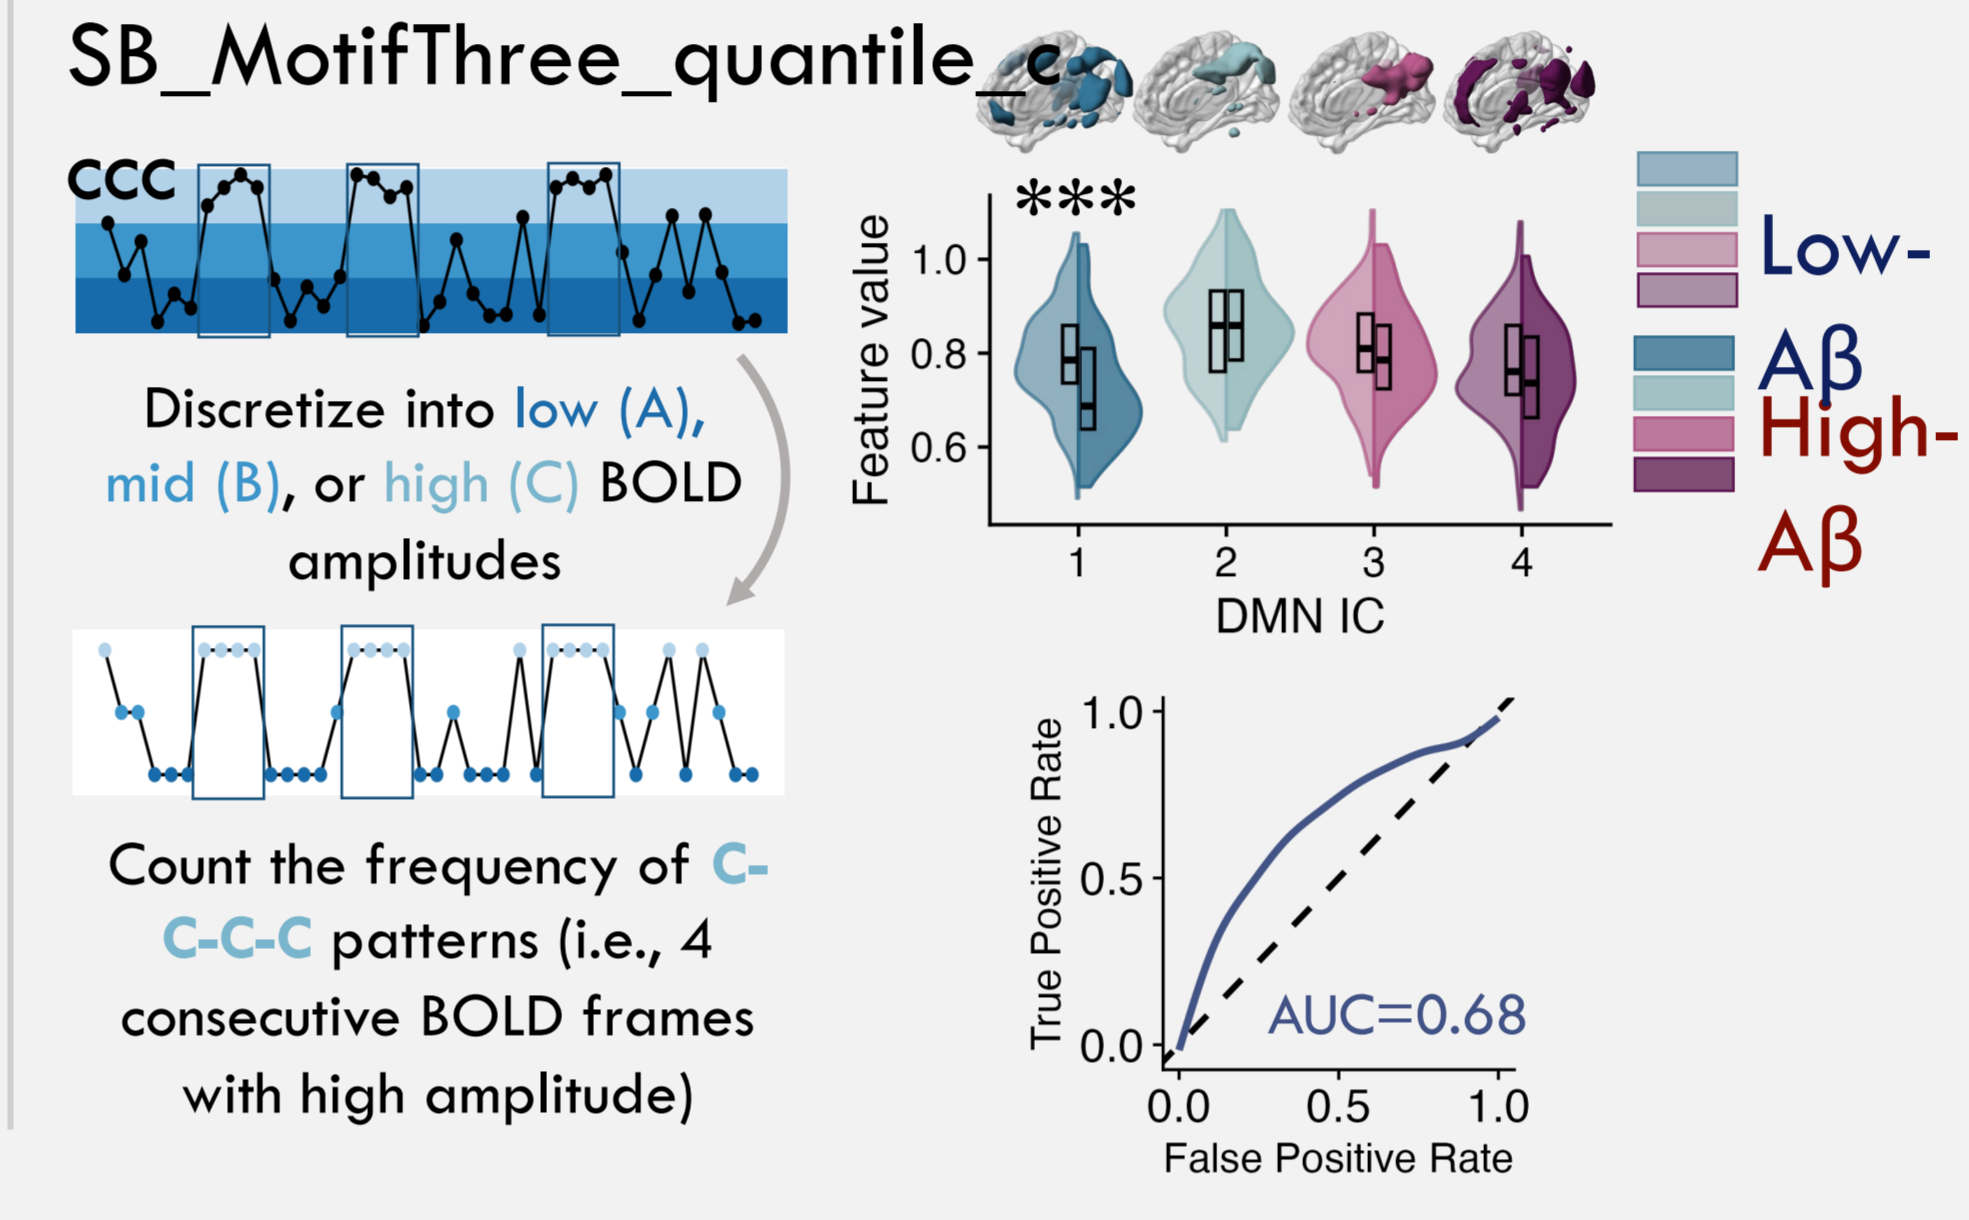 SB_MotifThree_quantile_c
ccc
Discretize into low (A),
mid (B), or high (C) BOLD
amplitudes
Count the frequency of C-
C-C-C patterns (i.e., 4
consecutive BOLD frames
with high amplitude)
***
Feature value
1.0
0.8
0.6
1 2 3 4
DMN IC
Low-
Aβ
High-
Aβ
True Positive Rate
1.0
0.5
0.0
AUC=0.68
0.0 0.5 1.0
False Positive Rate